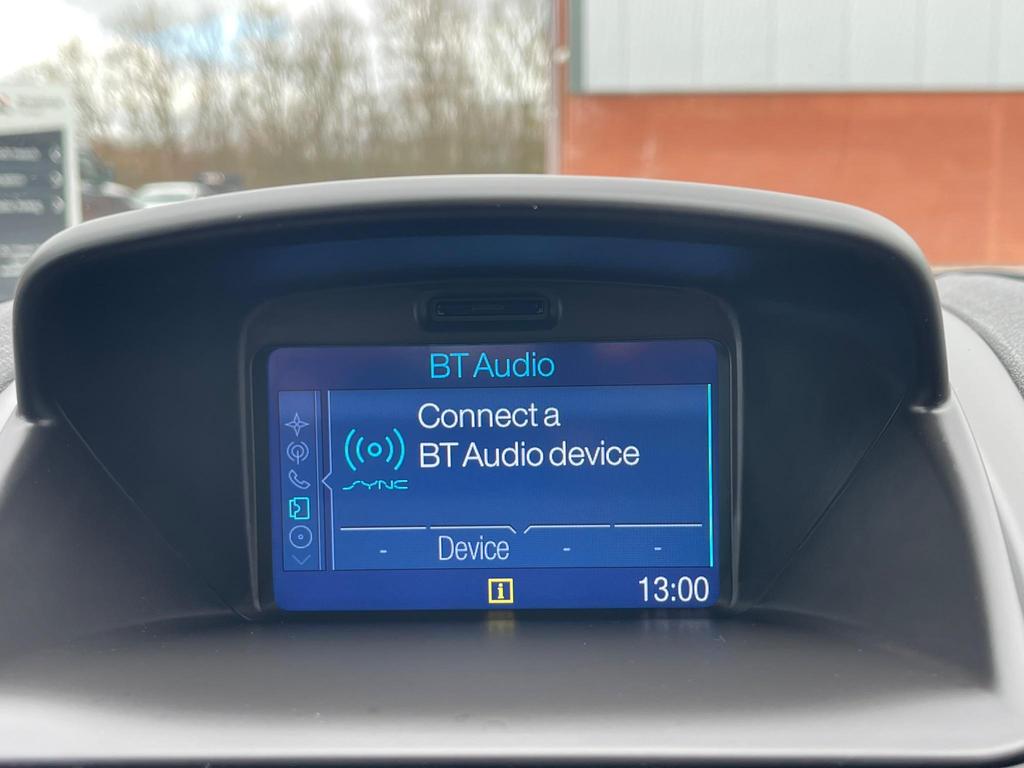 BT Audio
Connect a
BT Audio device
SYNC
- Device - -
i 13:00